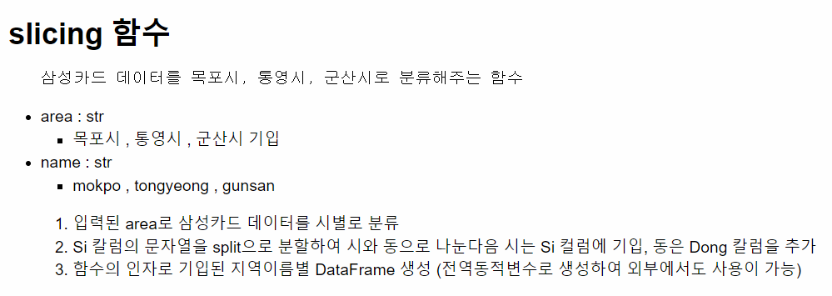 slicing 함수
삼성카드 데이터를 목포시, 통영시, 군산시로 분류해주는 함수
area : str
목포시 , 통영시 , 군산시 기입
name : str
mokpo , tongyeong , gunsan
1. 입력된 area로 삼성카드 데이터를 시별로 분류
2. Si 칼럼의 문자열을 split으로 분할하여 시와 동으로 나눈다음 시는 Si 컬럼에 기입, 동은 Dong 칼럼을 추가
3. 함수의 인자로 기입된 지역이름별 DataFrame 생성 (전역동적변수로 생성하여 외부에서도 사용이 가능)